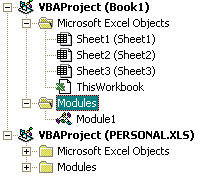 VBAProject (Book1)
Microsoft Excel Objects
Sheet1 (Sheet1)
Sheet2 (Sheet2)
Sheet3 (Sheet3)
ThisWorkbook
Modules
Module1
VBAProject (PERSONAL.XLS)
Microsoft Excel Objects
Modules